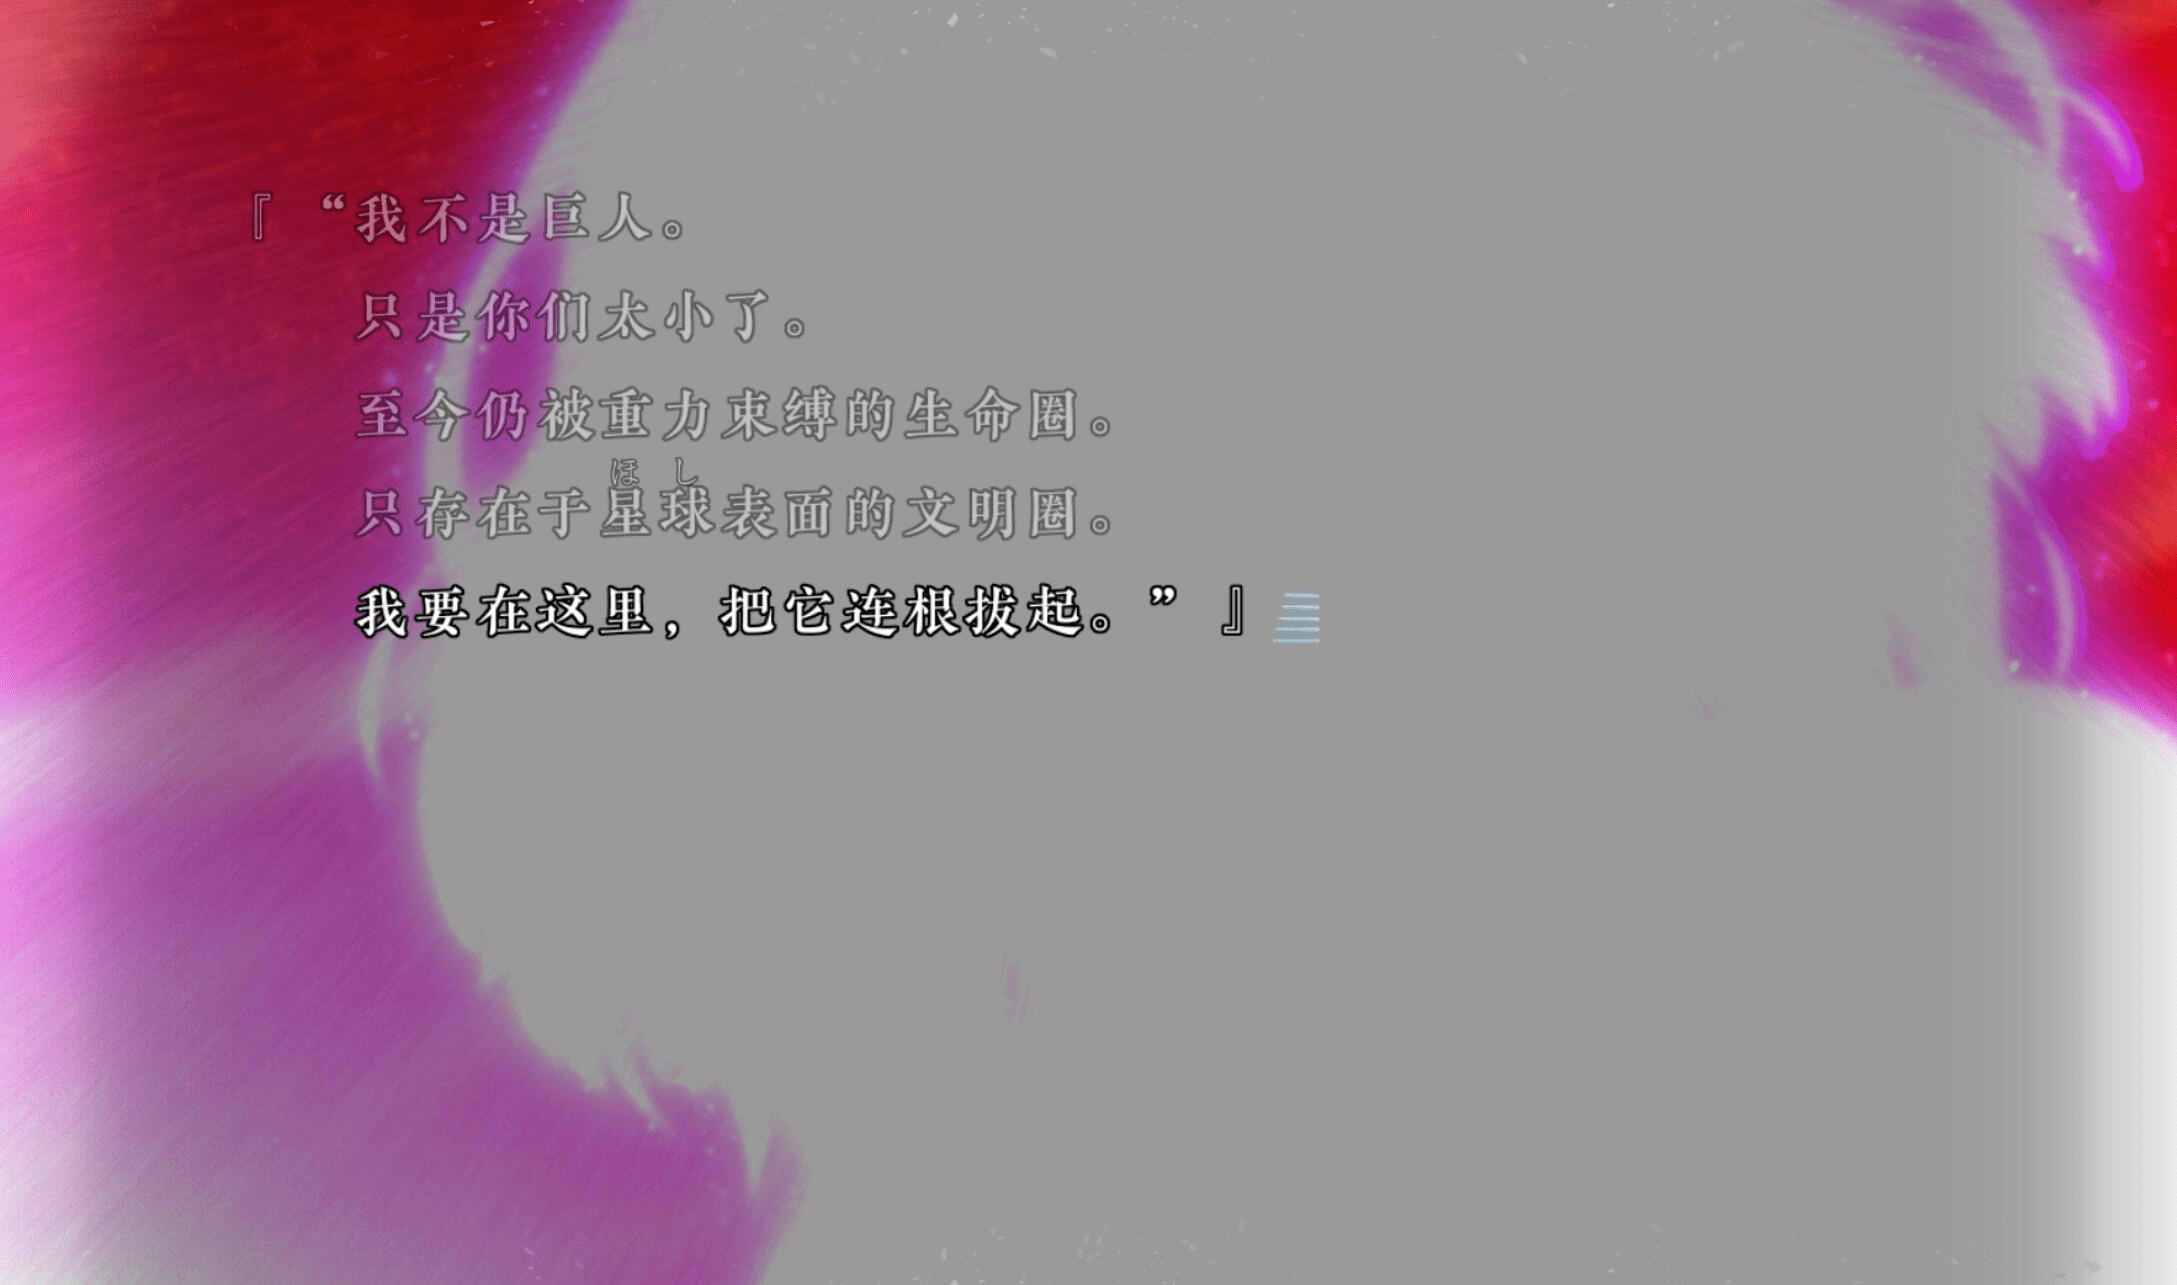 『 “我不是巨人。
只是你们太小了。
至今仍被重力束缚的生命圈。
ほし
只存在于星球表面的文明圈。
我要在这里，把它连根拔起。” 』